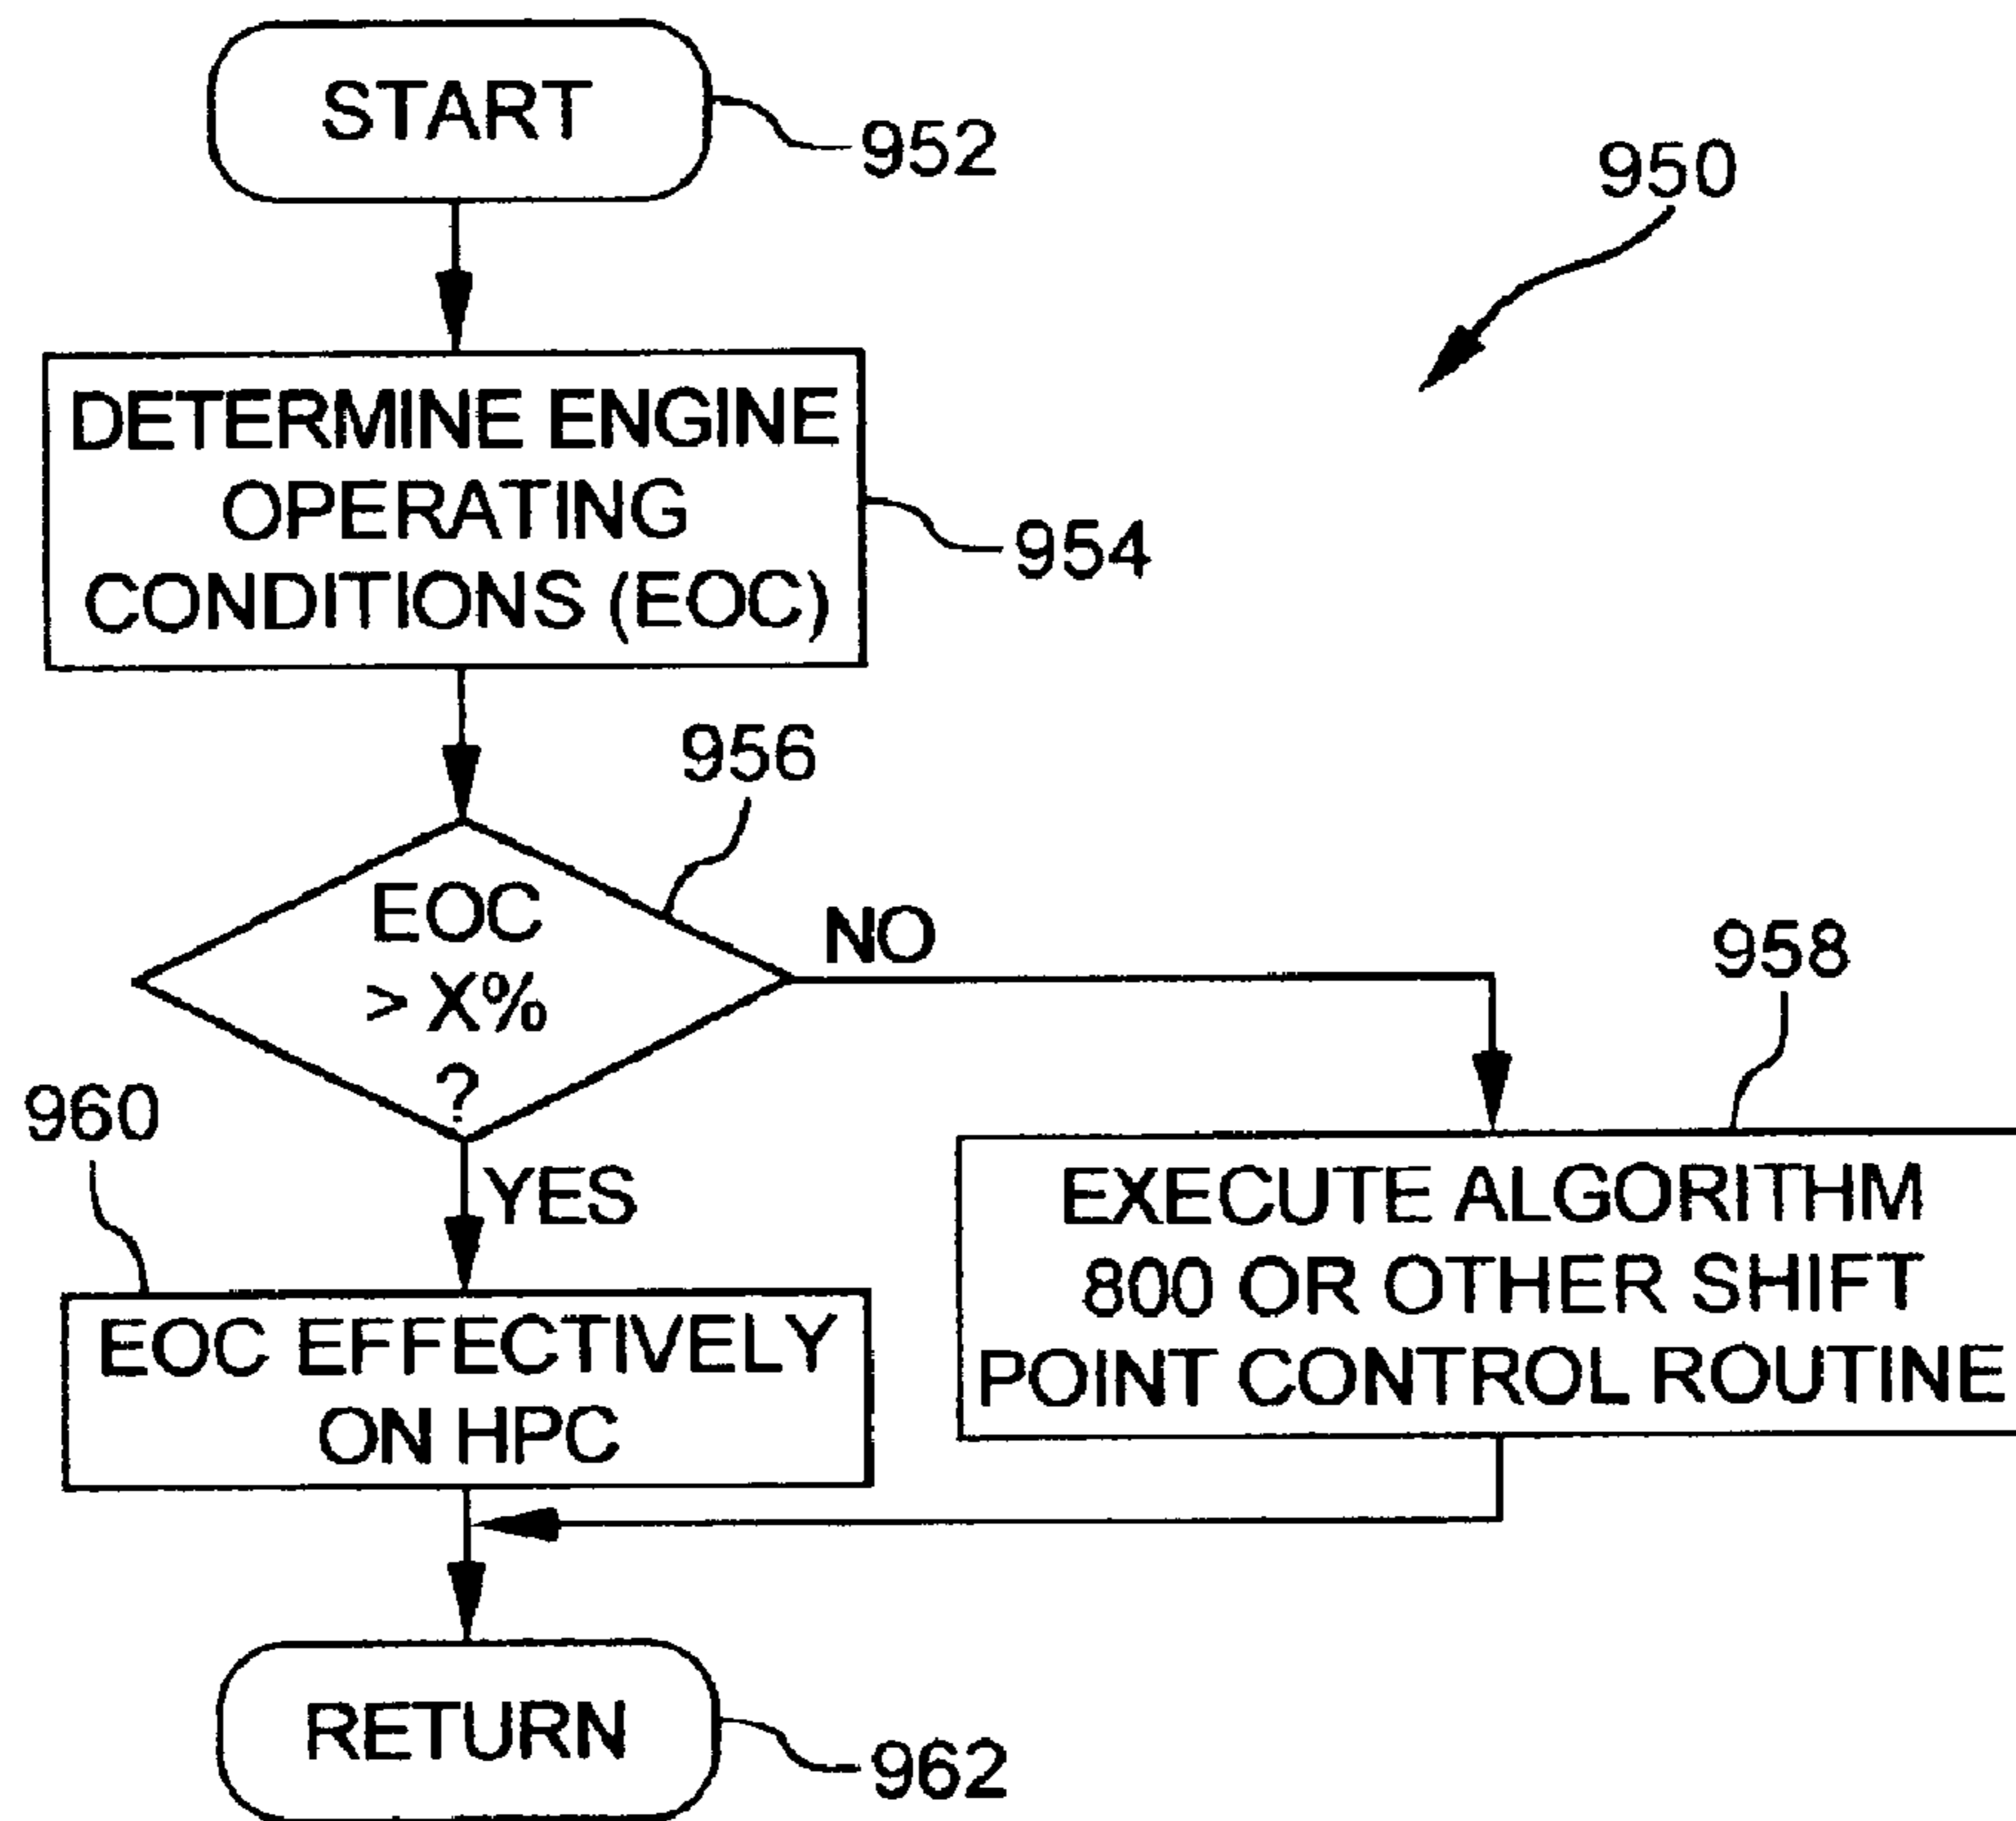 START
952
950
DETERMINE ENGINE
OPERATING
CONDITIONS (EOC)
954
956
EOC
> X%
?
NO
958
960
YES
EXECUTE ALGORITHM
800 OR OTHER SHIFT
POINT CONTROL ROUTINE
EOC EFFECTIVELY
ON HPC
RETURN
962